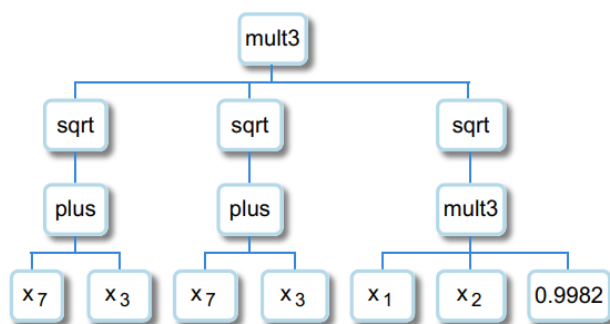 mult3
sqrt sqrt sqrt
plus plus mult3
x7 x3 x7 x3 x1 x2 0.9982